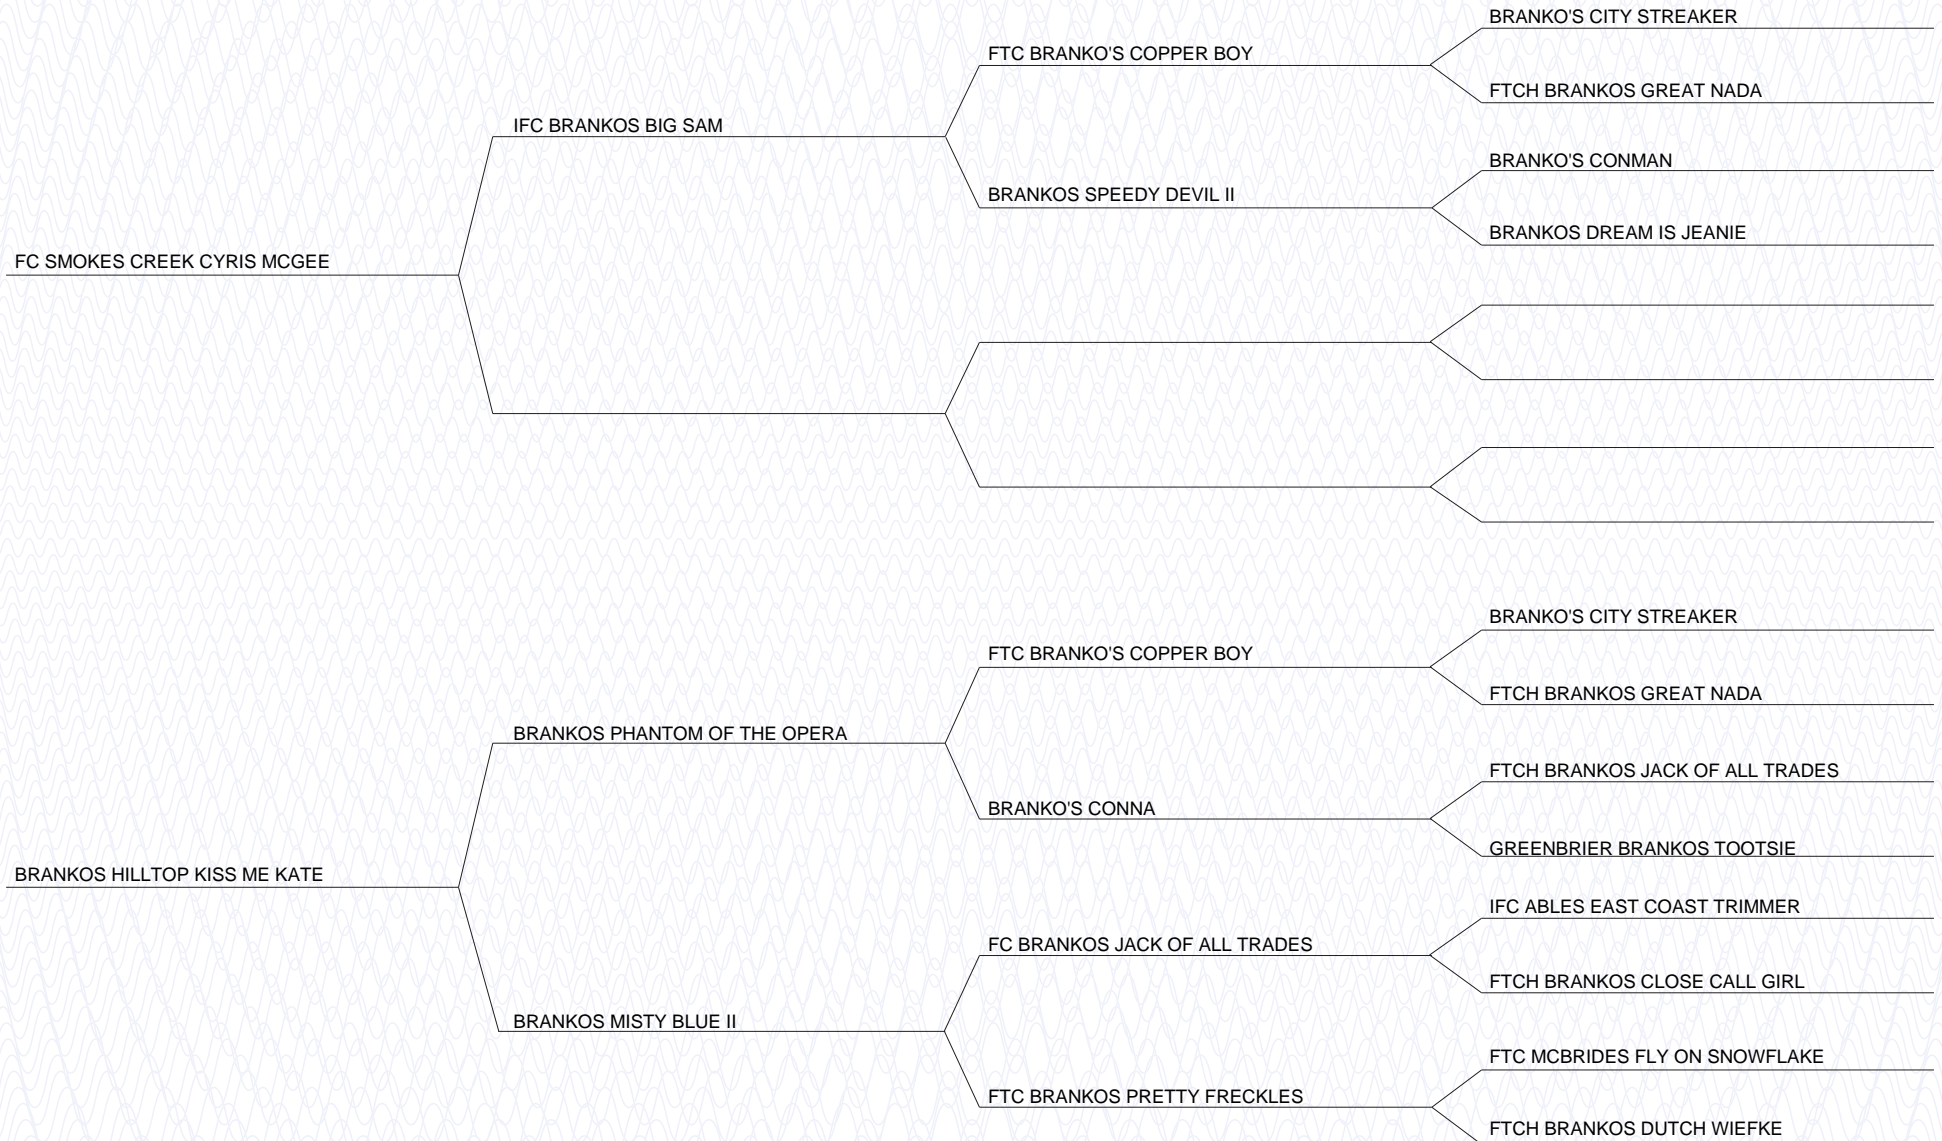 BRANKO'S CITY STREAKER
FTC BRANKO'S COPPER BOY
FTCH BRANKOS GREAT NADA
IFC BRANKOS BIG SAM
BRANKO'S CONMAN
BRANKOS SPEEDY DEVIL II
BRANKOS DREAM IS JEANIE
FC SMOKES CREEK CYRIS MCGEE
BRANKO'S CITY STREAKER
FTC BRANKO'S COPPER BOY
FTCH BRANKOS GREAT NADA
BRANKOS PHANTOM OF THE OPERA
FTCH BRANKOS JACK OF ALL TRADES
BRANKO'S CONNA
GREENBRIER BRANKOS TOOTSIE
BRANKOS HILLTOP KISS ME KATE
IFC ABLES EAST COAST TRIMMER
FC BRANKOS JACK OF ALL TRADES
FTCH BRANKOS CLOSE CALL GIRL
BRANKOS MISTY BLUE II
FTC MCBRIDES FLY ON SNOWFLAKE
FTC BRANKOS PRETTY FRECKLES
FTCH BRANKOS DUTCH WIEFKE